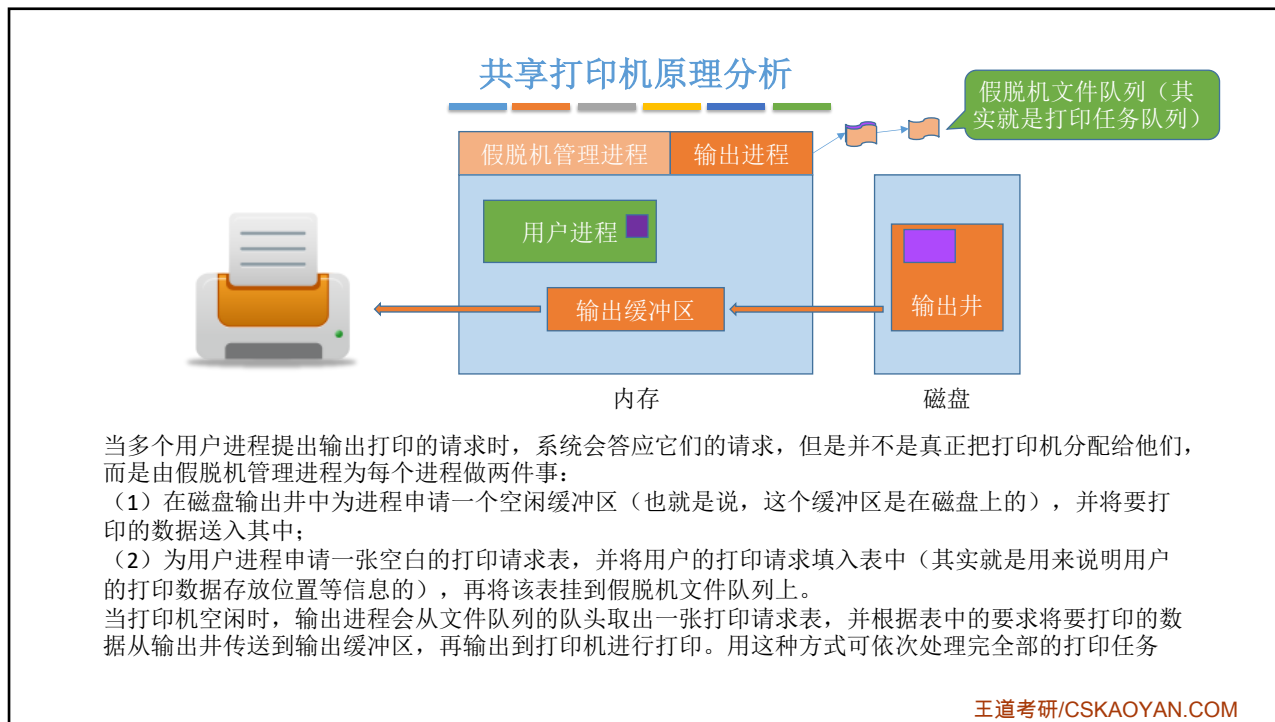 共享打印机原理分析
假脱机文件队列（其
实就是打印任务队列）
假脱机管理进程
输出进程
用户进程
输出缓冲区
输出井
内存
磁盘
当多个用户进程提出输出打印的请求时，系统会答应它们的请求，但是并不是真正把打印机分配给他们，
而是由假脱机管理进程为每个进程做两件事：
（1）在磁盘输出井中为进程申请一个空闲缓冲区（也就是说，这个缓冲区是在磁盘上的），并将要打
印的数据送入其中；
（2）为用户进程申请一张空白的打印请求表，并将用户的打印请求填入表中（其实就是用来说明用户
的打印数据存放位置等信息的），再将该表挂到假脱机文件队列上。
当打印机空闲时，输出进程会从文件队列的队头取出一张打印请求表，并根据表中的要求将要打印的数
据从输出井传送到输出缓冲区，再输出到打印机进行打印。用这种方式可依次处理完全部的打印任务
王道考研/CSKAOYAN.COM